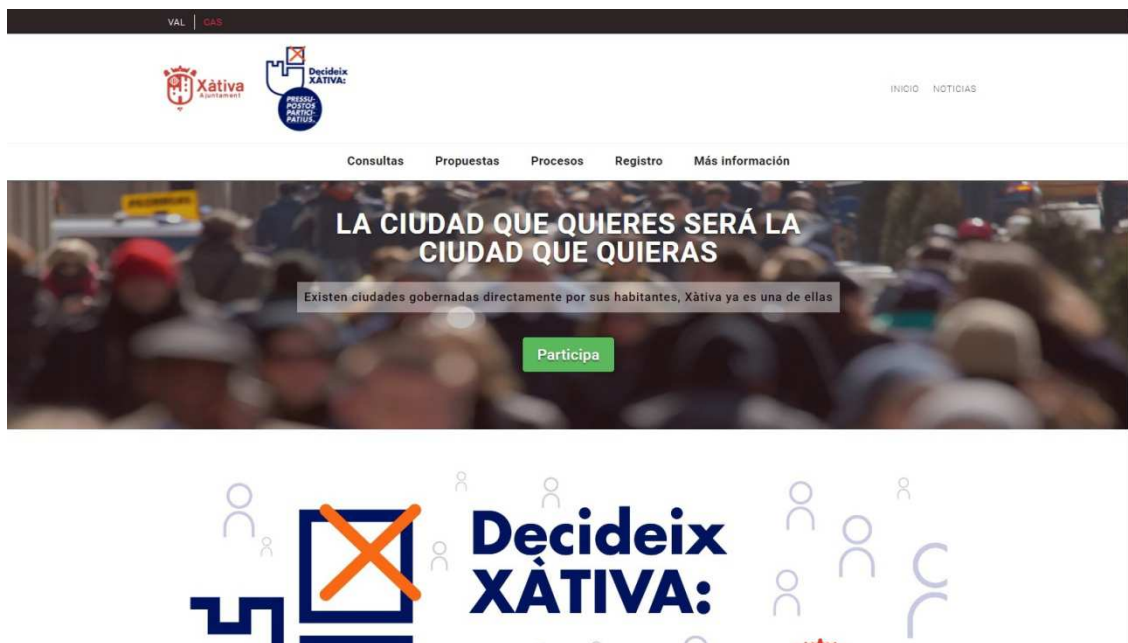 VAL CAS
Xàtiva
Ajuntament
Decideix
XÀTIVA:
PRESSU-
POSTOS
PARTICI-
PATIUS.
INICIO NOTICIAS
Consultas Propuestas Procesos Registro Más información
LA CIUDAD QUE QUIERES SERÁ LA
CIUDAD QUE QUIERAS
Existen ciudades gobernadas directamente por sus habitantes, Xàtiva ya es una de ellas
Participa
Decideix
XÀTIVA: